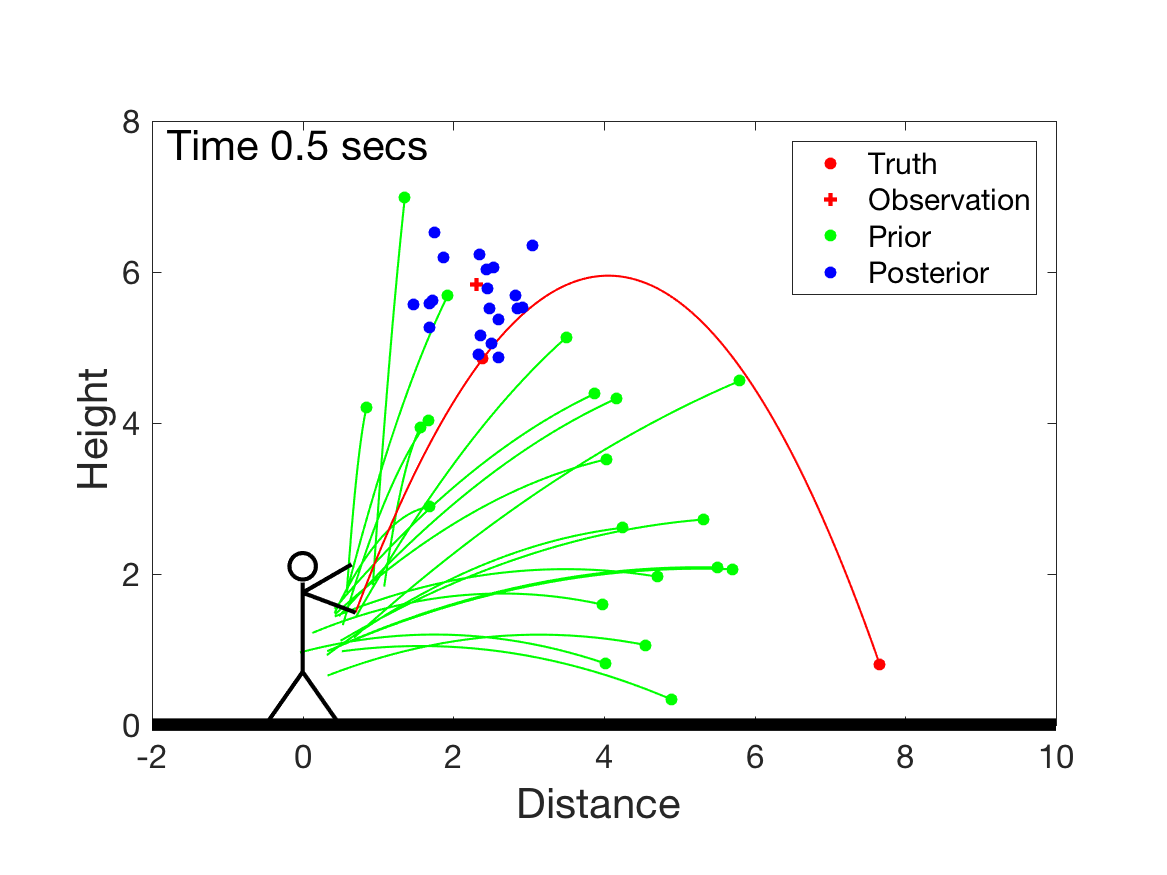 Time 0.5 secs
Truth
Observation
Prior
Posterior
8
6
4
2
0
Height
-2 0 2 4 6 8 10
Distance